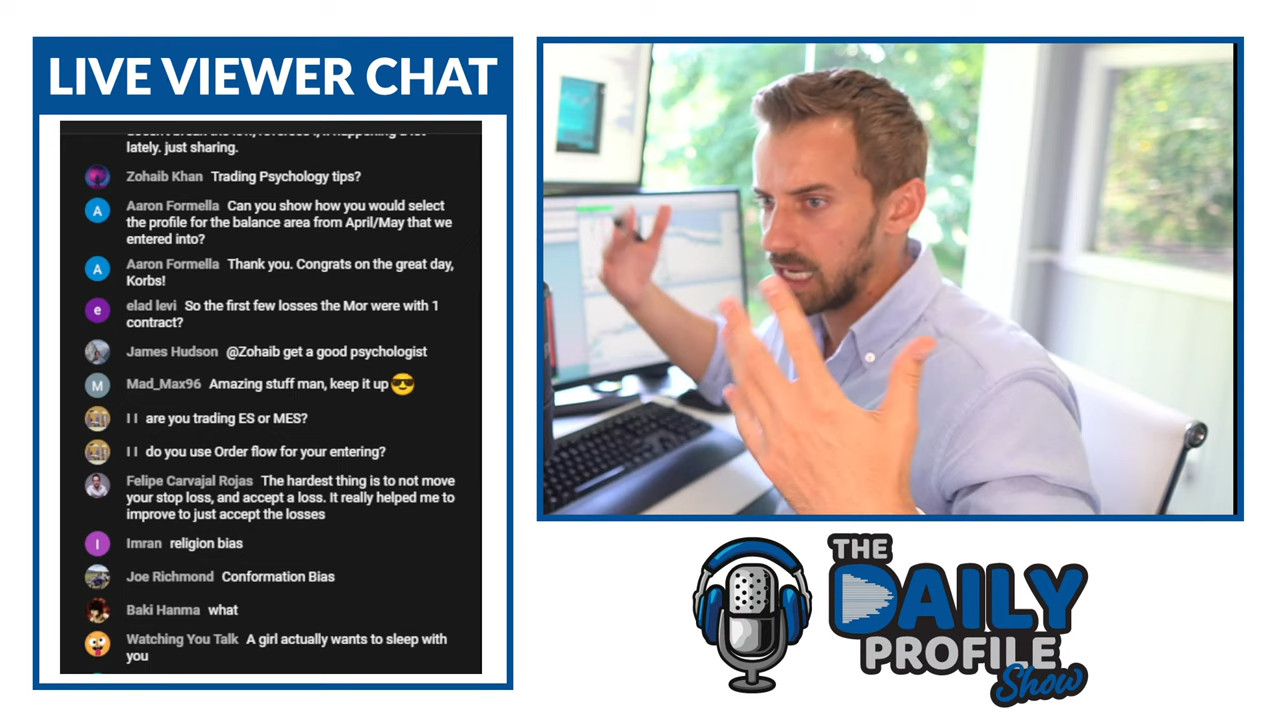 LIVE VIEWER CHAT
lately. just sharing.
Zohaib Khan Trading Psychology tips?
Aaron Formella Can you show how you would select
the profile for the balance area from April/May that we
entered into?
Aaron Formella Thank you. Congrats on the great day,
Korbs!
elad levi So the first few losses the Mor were with 1
contract?
James Hudson @Zohaib get a good psychologist
Mad_Max96 Amazing stuff man, keep it up 😎
I I are you trading ES or MES?
I I do you use Order flow for your entering?
Felipe Carvajal Rojas The hardest thing is to not move
your stop loss, and accept a loss. It really helped me to
improve to just accept the losses
Imran religion bias
Joe Richmond Conformation Bias
Baki Hanma what
Watching You Talk A girl actually wants to sleep with
you
THE
DAILY
PROFILE
Show